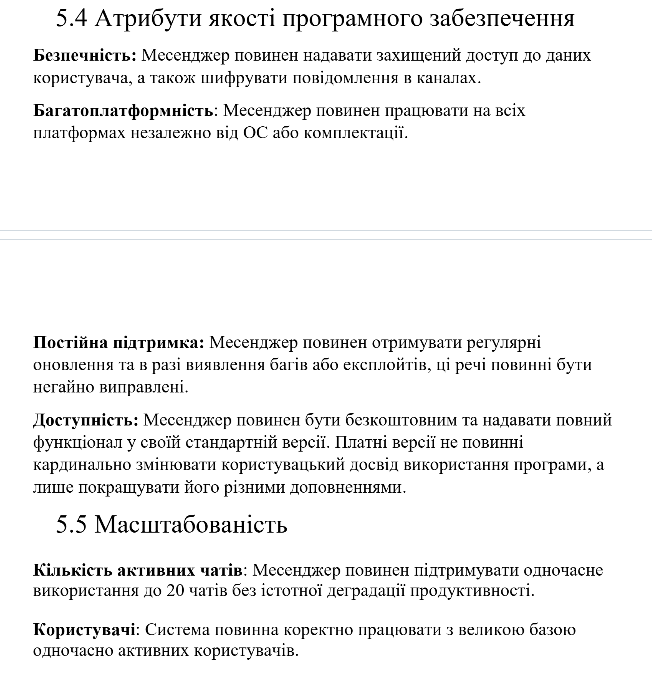 5.4 Атрибути якості програмного забезпечення
Безпечність: Месенджер повинен надавати захищений доступ до даних
користувача, а також шифрувати повідомлення в каналах.
Багатоплатформність: Месенджер повинен працювати на всіх
платформах незалежно від ОС або комплектації.
Постійна підтримка: Месенджер повинен отримувати регулярні
оновлення та в разі виявлення багів або експлойтів, ці речі повинні бути
негайно виправлені.
Доступність: Месенджер повинен бути безкоштовним та надавати повний
функціонал у своїй стандартній версії. Платні версії не повинні
кардинально змінювати користувацький досвід використання програми, а
лише покращувати його різними доповненнями.
5.5 Масштабованість
Кількість активних чатів: Месенджер повинен підтримувати одночасне
використання до 20 чатів без істотної деградації продуктивності.
Користувачі: Система повинна коректно працювати з великою базою
одночасно активних користувачів.